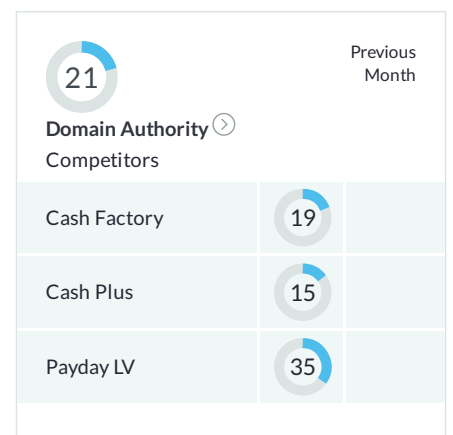 21
Previous
Month
Domain Authority
Competitors
Cash Factory 19
Cash Plus 15
Payday LV 35